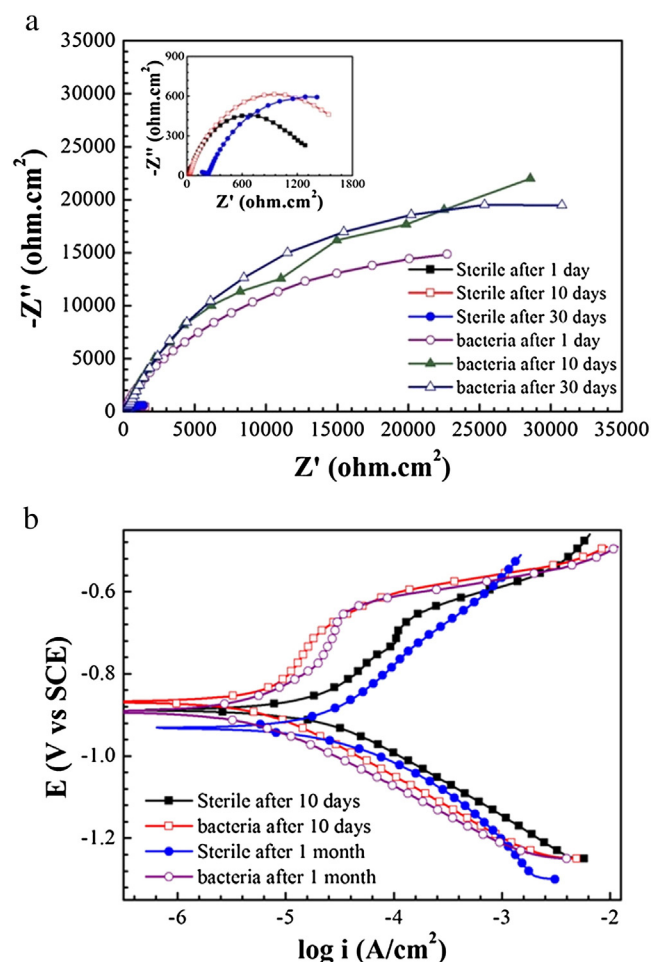 a
35000
30000
25000
20000
15000
10000
5000
0
-Z'' (ohm.cm²)
900
600
300
0
-Z'' (ohm.cm²)
0 600 1200 1800
Z' (ohm.cm²)
Sterile after 1 day
Sterile after 10 days
Sterile after 30 days
bacteria after 1 day
bacteria after 10 days
bacteria after 30 days
0 5000 10000 15000 20000 25000 30000 35000
Z' (ohm.cm²)
b
-0.6
-0.8
-1.0
-1.2
E (V vs SCE)
Sterile after 10 days
bacteria after 10 days
Sterile after 1 month
bacteria after 1 month
-6 -5 -4 -3 -2
log i (A/cm²)